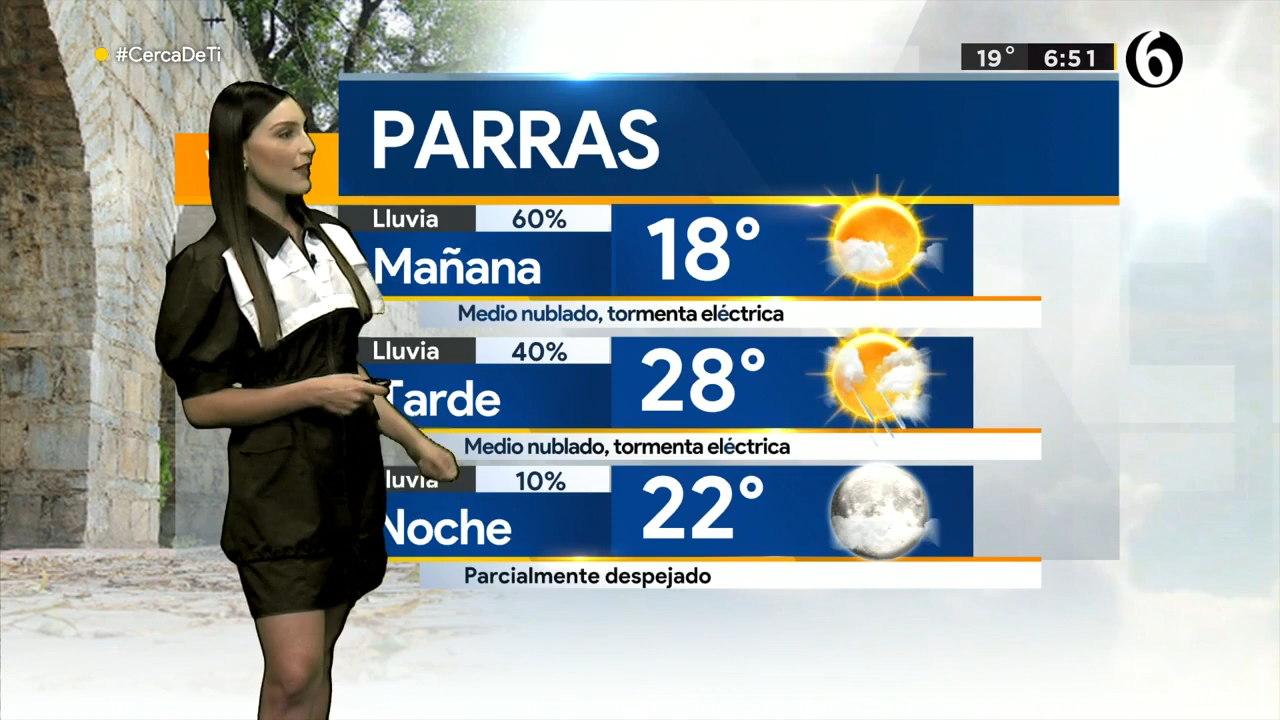 #CercaDeTi
19° 6:51 6
PARRAS
Lluvia 60%
Mañana 18°
Medio nublado, tormenta eléctrica
Lluvia 40%
Tarde 28°
Medio nublado, tormenta eléctrica
lluvia 10%
Noche 22°
Parcialmente despejado